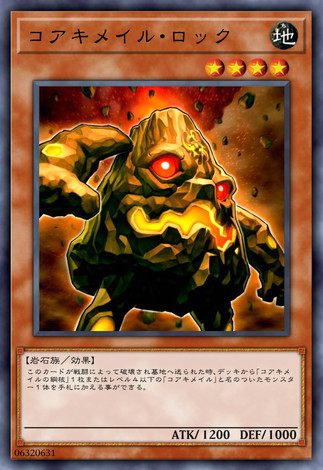 コアキメイル・ロック
地
【岩石族／効果】
このカードが戦闘によって破壊され墓地へ送られた時、デッキから｢コアキメ
イルの鋼核｣１枚またはレベル４以下の｢コアキメイル｣と名のついたモンスタ
ー１体を手札に加える事ができる。
ATK/ 1200 DEF/ 1000
06320631